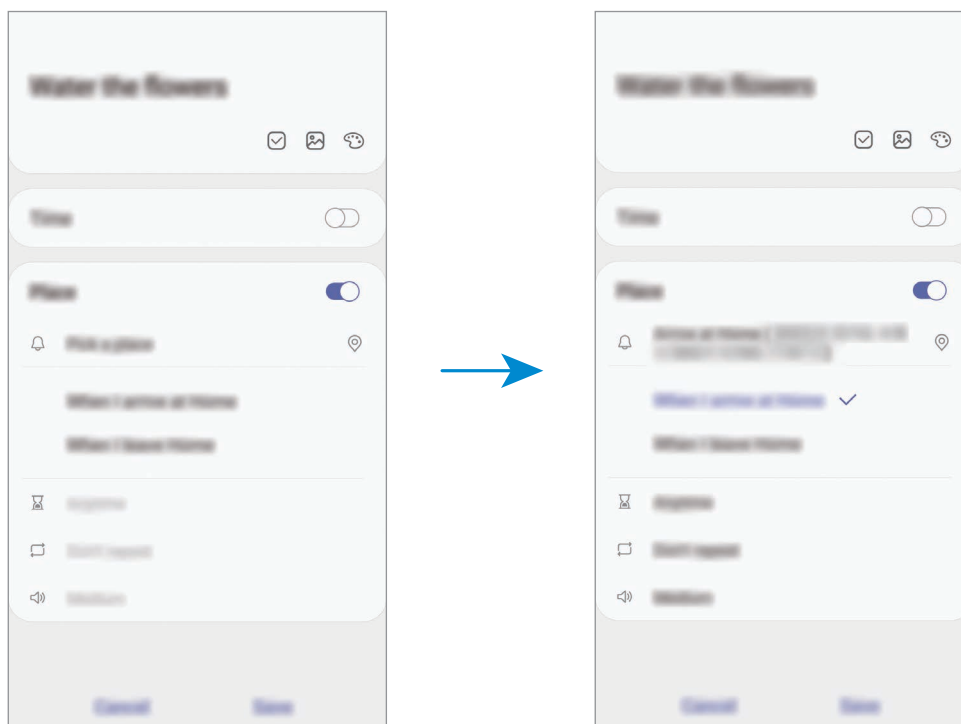 Water the flowers
Time
Place
Pick a place
When I arrive at Home
When I leave Home
Anytime
Don't repeat
Medium
Cancel
Save
Water the flowers
Time
Place
Arrive at Home
When I arrive at Home
When I leave Home
Anytime
Don't repeat
Medium
Cancel
Save